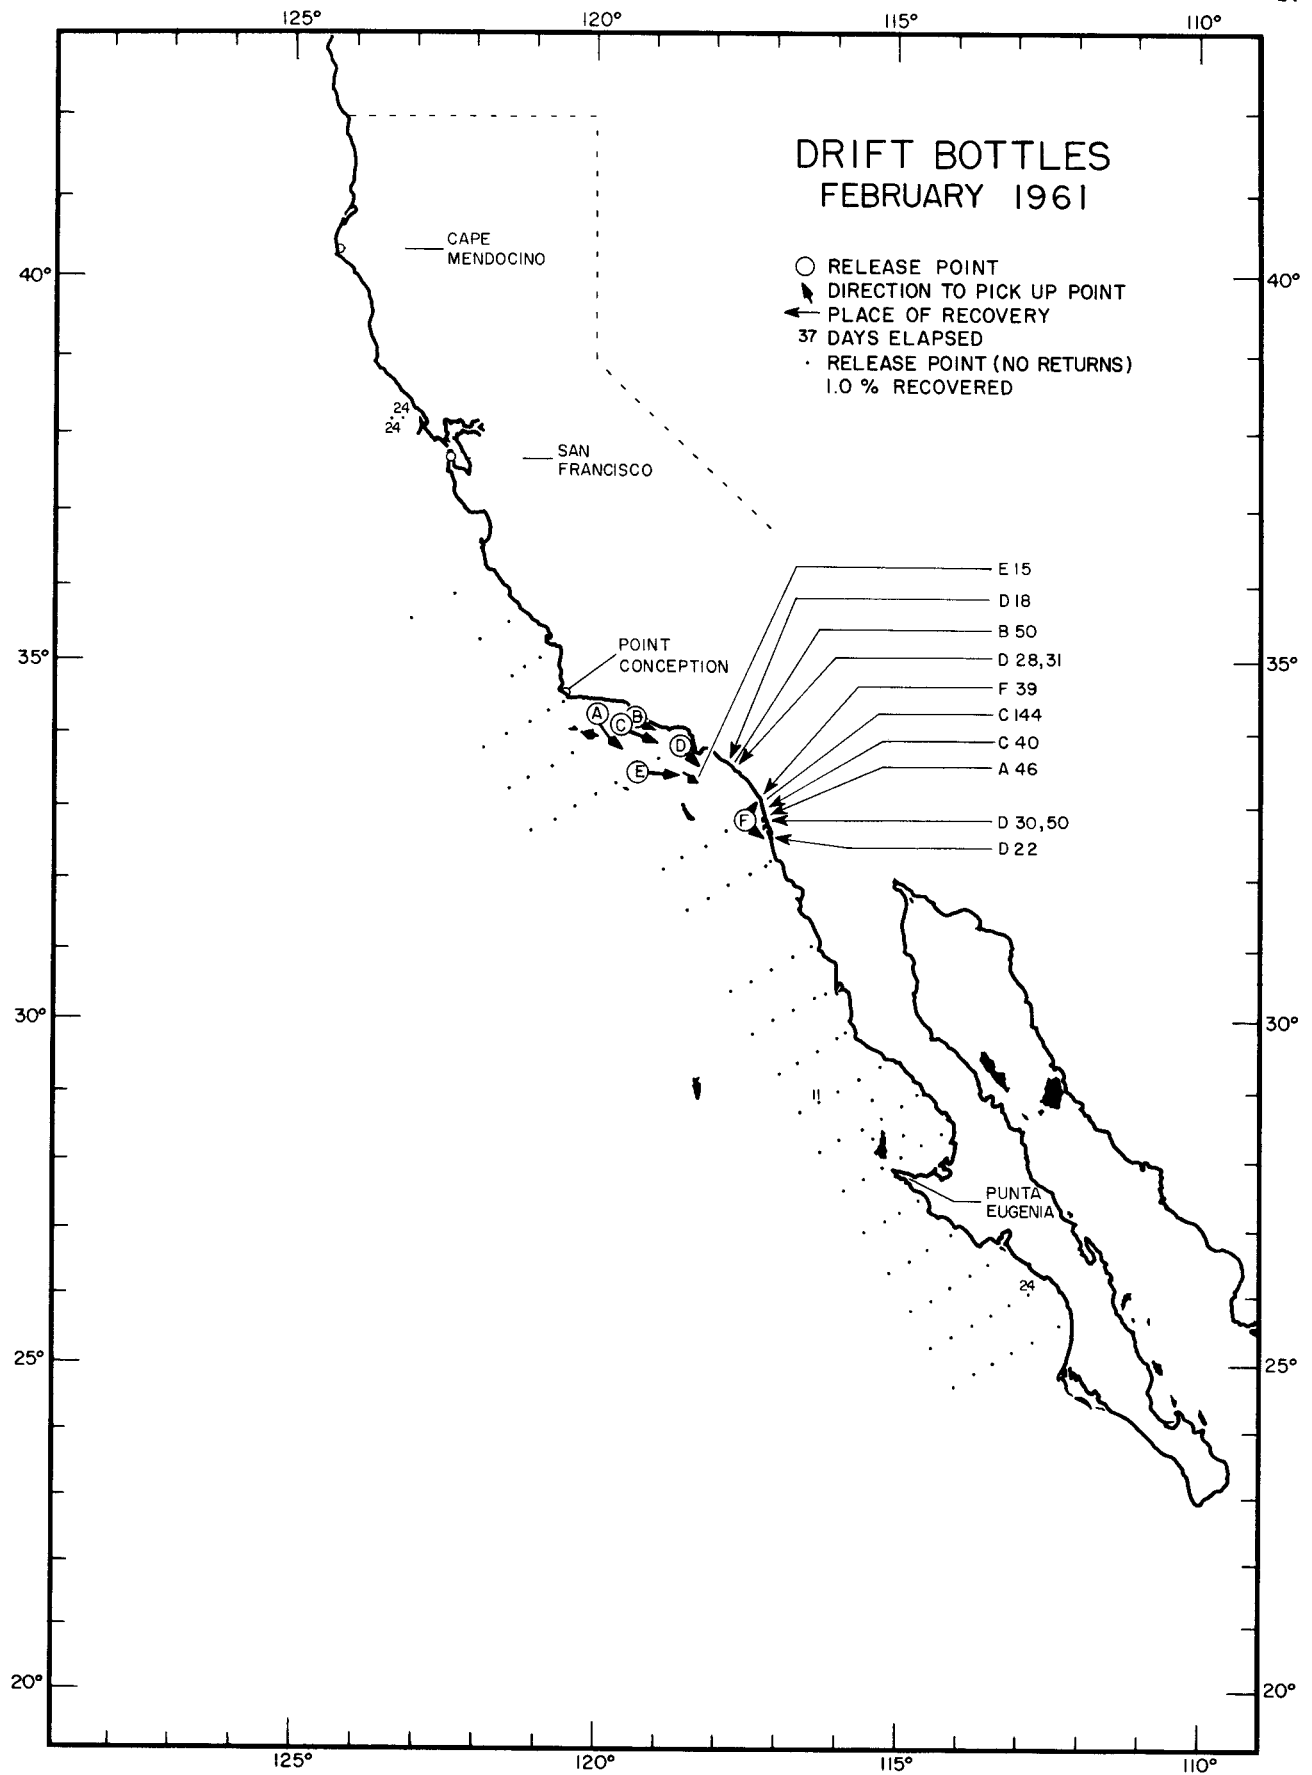 125°
120°
115°
110°
DRIFT BOTTLES
FEBRUARY 1961
RELEASE POINT
DIRECTION TO PICK UP POINT
PLACE OF RECOVERY
37 DAYS ELAPSED
RELEASE POINT (NO RETURNS)
1.0 % RECOVERED
CAPE
MENDOCINO
40°
40°
24
24
SAN
FRANCISCO
E 15
D 18
B 50
D 28,31
F 39
C 144
C 40
A 46
D 30,50
D 22
POINT
CONCEPTION
35°
35°
A
B
C
D
E
F
30°
30°
11
PUNTA
EUGENIA
24
25°
25°
20°
20°
125°
120°
115°
110°